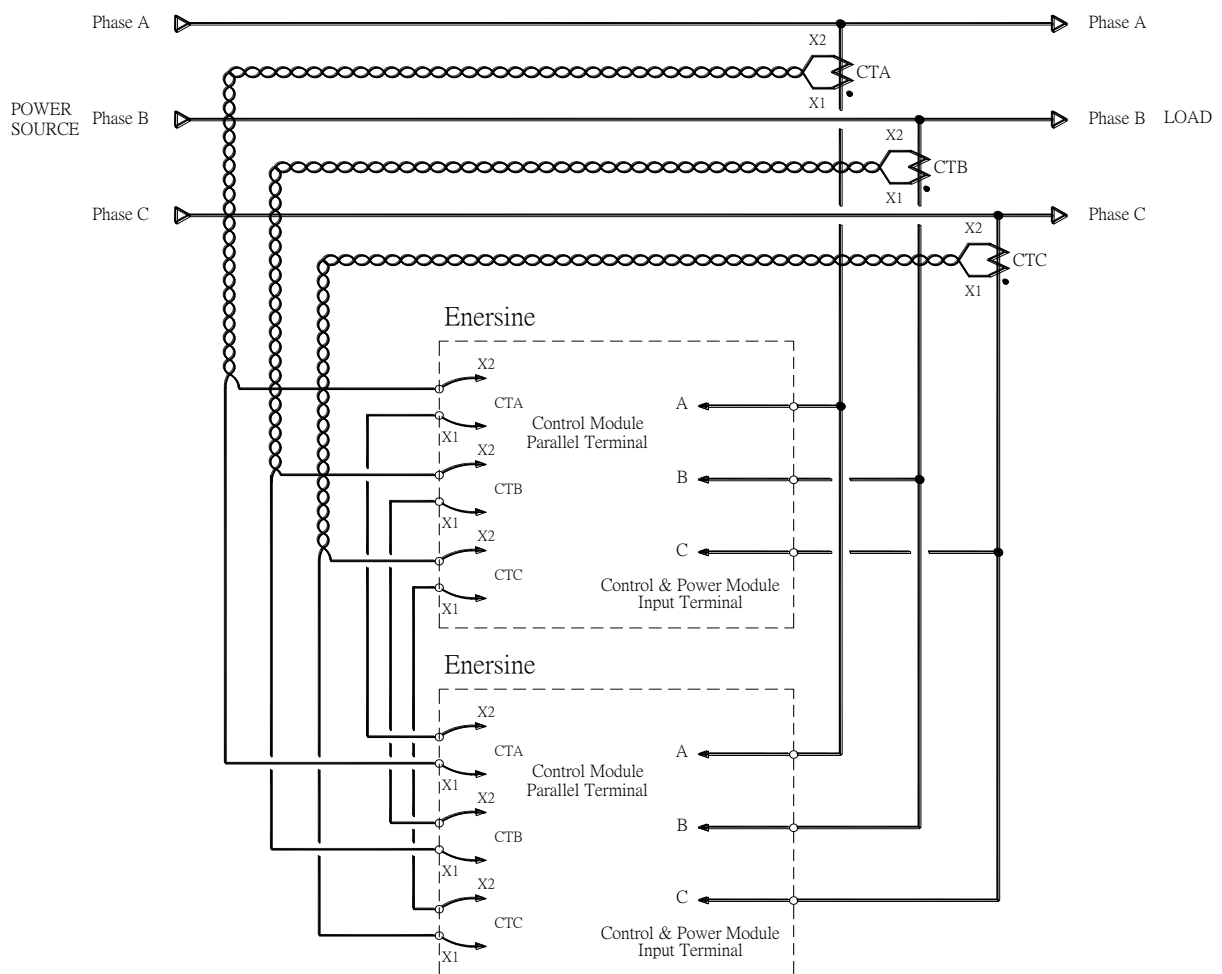 Phase A
Phase A
X2
CTA
X1
POWER
SOURCE
Phase B
Phase B
LOAD
X2
CTB
X1
Phase C
Phase C
X2
CTC
X1
Enersine
X2
CTA
X1
Control Module
Parallel Terminal
A
X2
CTB
X1
B
X2
CTC
X1
C
Control & Power Module
Input Terminal
Enersine
X2
CTA
X1
Control Module
Parallel Terminal
A
X2
CTB
X1
B
X2
CTC
X1
C
Control & Power Module
Input Terminal